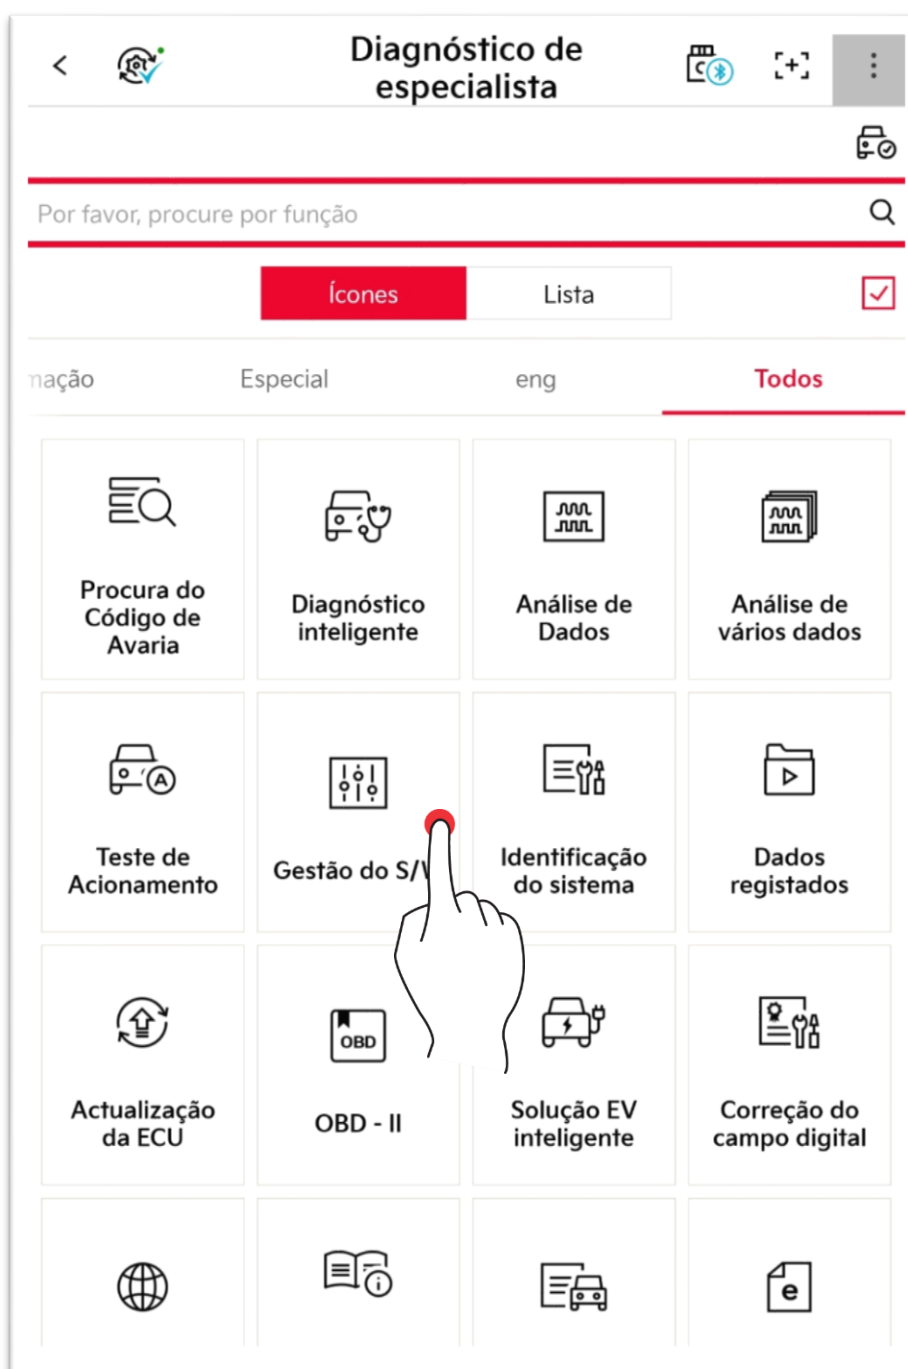 Diagnóstico de
especialista
Por favor, procure por função
Ícones
Lista
mação
Especial
eng
Todos
Procura do
Código de
Avaria
Diagnóstico
inteligente
Análise de
Dados
Análise de
vários dados
Teste de
Acionamento
Gestão do S/
Identificação
do sistema
Dados
registados
A
Actualização
da ECU
OBD
OBD - II
Solução EV
inteligente
Correção do
campo digital
e